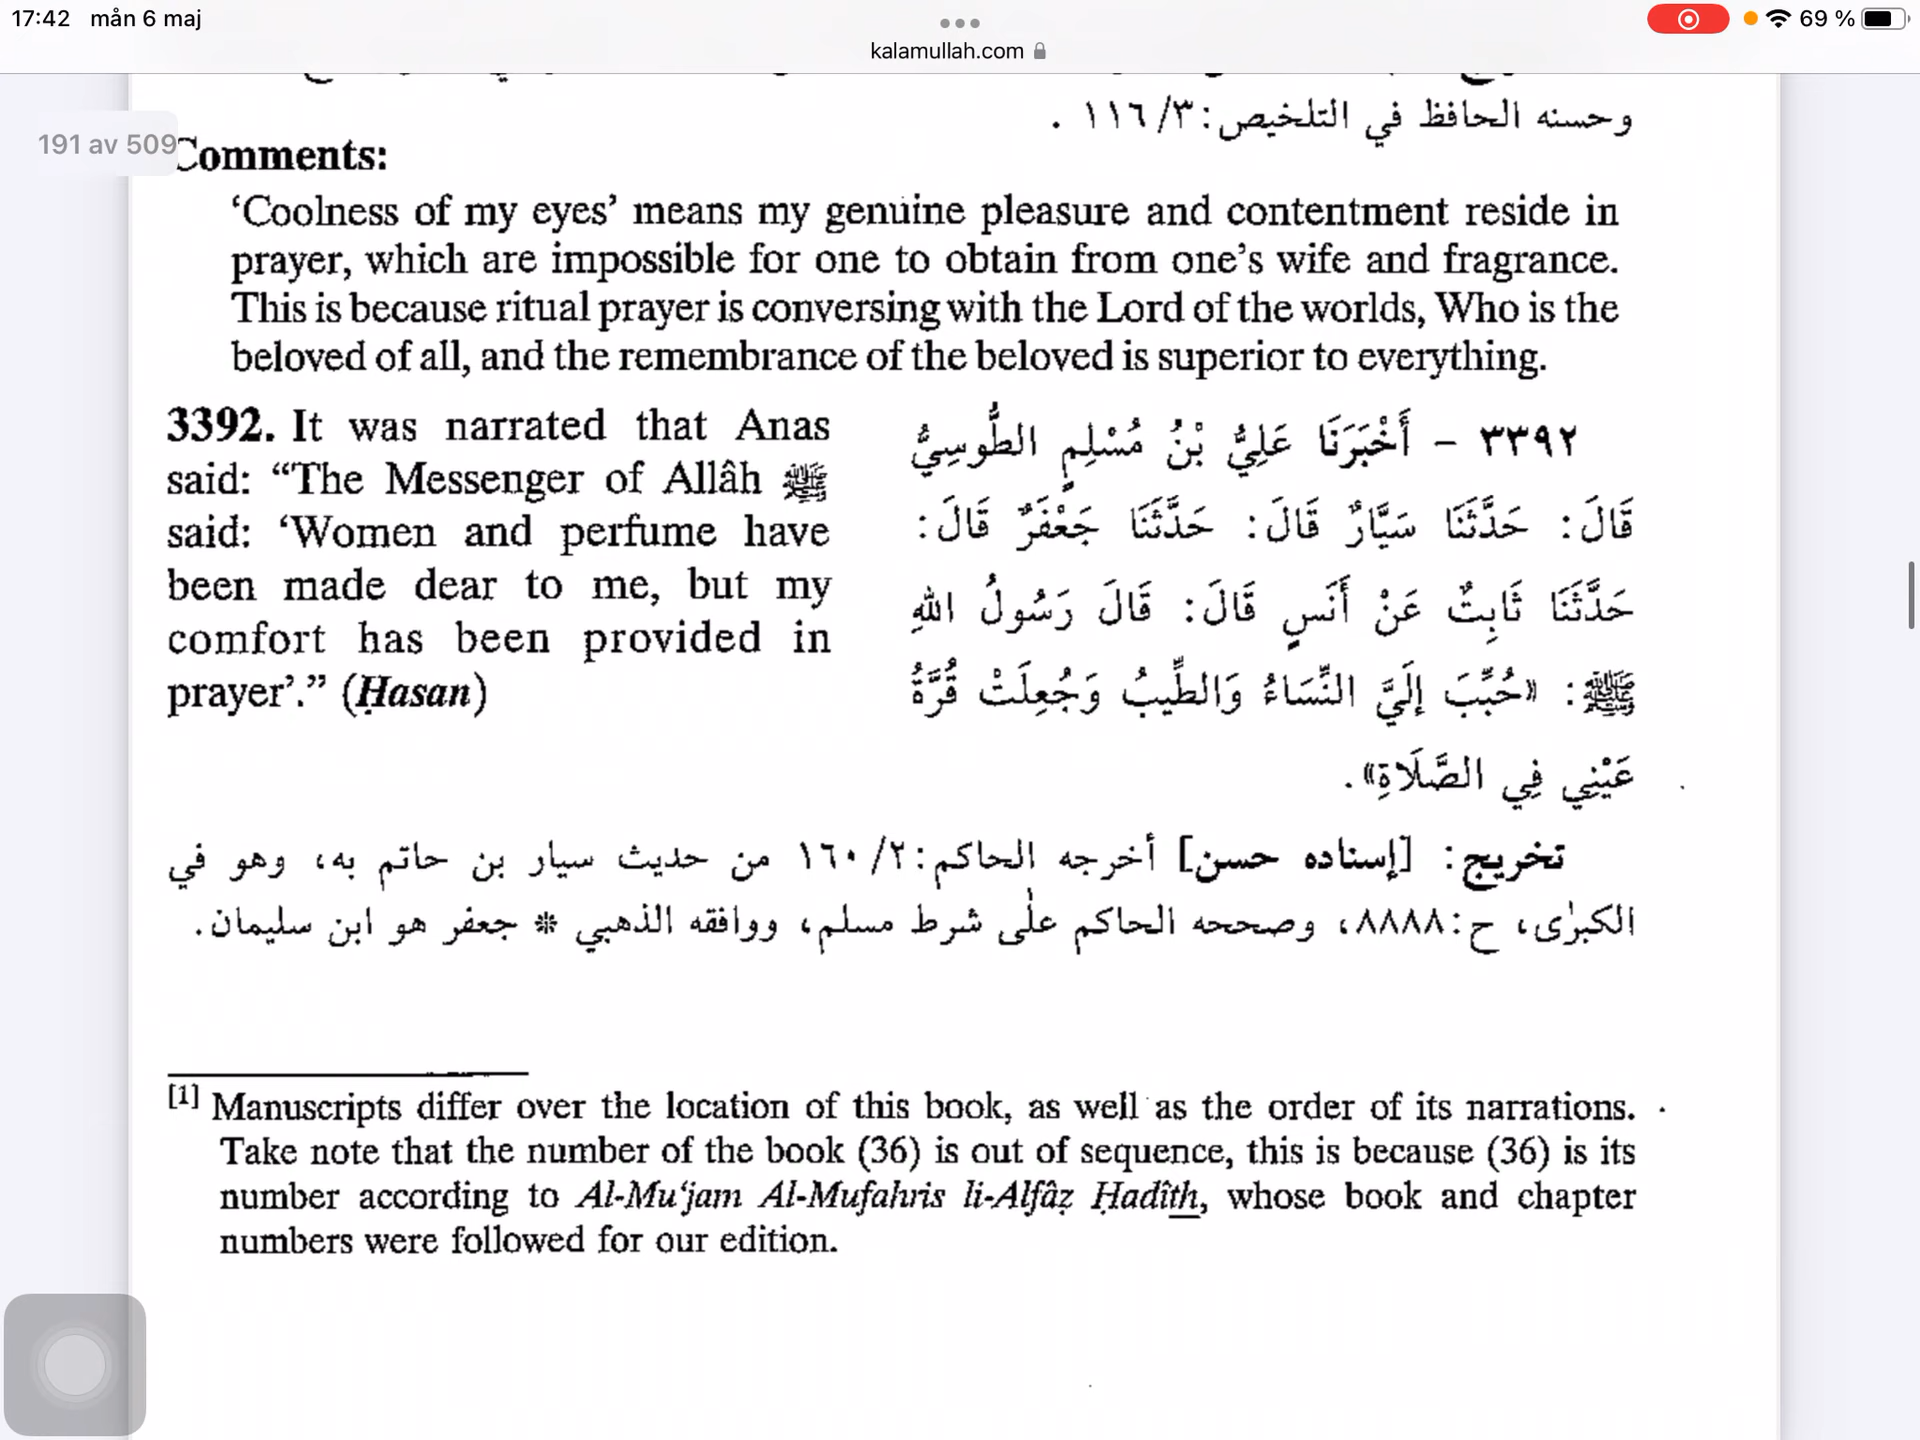 17:42 mån 6 maj
69 %
kalamullah.com
191 av 509
وحسنه الحافظ في التلخيص: ٣/ ١١٦ .
Comments:
‘Coolness of my eyes’ means my genuine pleasure and contentment reside in
prayer, which are impossible for one to obtain from one’s wife and fragrance.
This is because ritual prayer is conversing with the Lord of the worlds, Who is the
beloved of all, and the remembrance of the beloved is superior to everything.
3392. It was narrated that Anas
said: “The Messenger of Allâh ﷺ
said: ‘Women and perfume have
been made dear to me, but my
comfort has been provided in
prayer’.” (Ḥasan)
٣٣٩٢ – أَخْبَرَنَا عَلِيُّ بْنُ مُسْلِمٍ الطُّوسِيُّ
قَالَ: حَدَّثَنَا سَيَّارٌ قَالَ: حَدَّثَنَا جَعْفَرٌ قَالَ:
حَدَّثَنَا ثَابِتٌ عَنْ أَنَسٍ قَالَ: قَالَ رَسُولُ اللهِ
ﷺ: «حُبِّبَ إِلَيَّ النِّسَاءُ وَالطِّيبُ وَجُعِلَتْ قُرَّةُ
عَيْنِي فِي الصَّلَاةِ».
تخريج: [إسناده حسن] أخرجه الحاكم: ٢/ ١٦٠ من حديث سيار بن حاتم به، وهو في
الكبرٰى، ح: ٨٨٨٨، وصححه الحاكم علٰى شرط مسلم، ووافقه الذهبي * جعفر هو ابن سليمان.
[1] Manuscripts differ over the location of this book, as well as the order of its narrations.
Take note that the number of the book (36) is out of sequence, this is because (36) is its
number according to Al-Mu‘jam Al-Mufahris li-Alfâẓ Ḥadîth, whose book and chapter
numbers were followed for our edition.